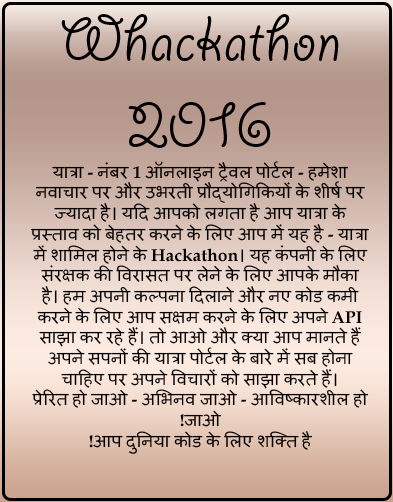 Whackathon
2016
यात्रा - नंबर 1 ऑनलाइन ट्रैवल पोर्टल - हमेशा
नवाचार पर और उभरती प्रौद्योगिकियों के शीर्ष पर
ज्यादा है। यदि आपको लगता है आप यात्रा के
प्रस्ताव को बेहतर करने के लिए आप में यह है - यात्रा
में शामिल होने के Hackathon। यह कंपनी के लिए
संरक्षक की विरासत पर लेने के लिए आपके मौका
है। हम अपनी कल्पना दिलाने और नए कोड कमी
करने के लिए आप सक्षम करने के लिए अपने API
साझा कर रहे हैं। तो आओ और क्या आप मानते हैं
अपने सपनों की यात्रा पोर्टल के बारे में सब होना
चाहिए पर अपने विचारों को साझा करते हैं।
प्रेरित हो जाओ - अभिनव जाओ - आविष्कारशील हो
!जाओ
!आप दुनिया कोड के लिए शक्ति है